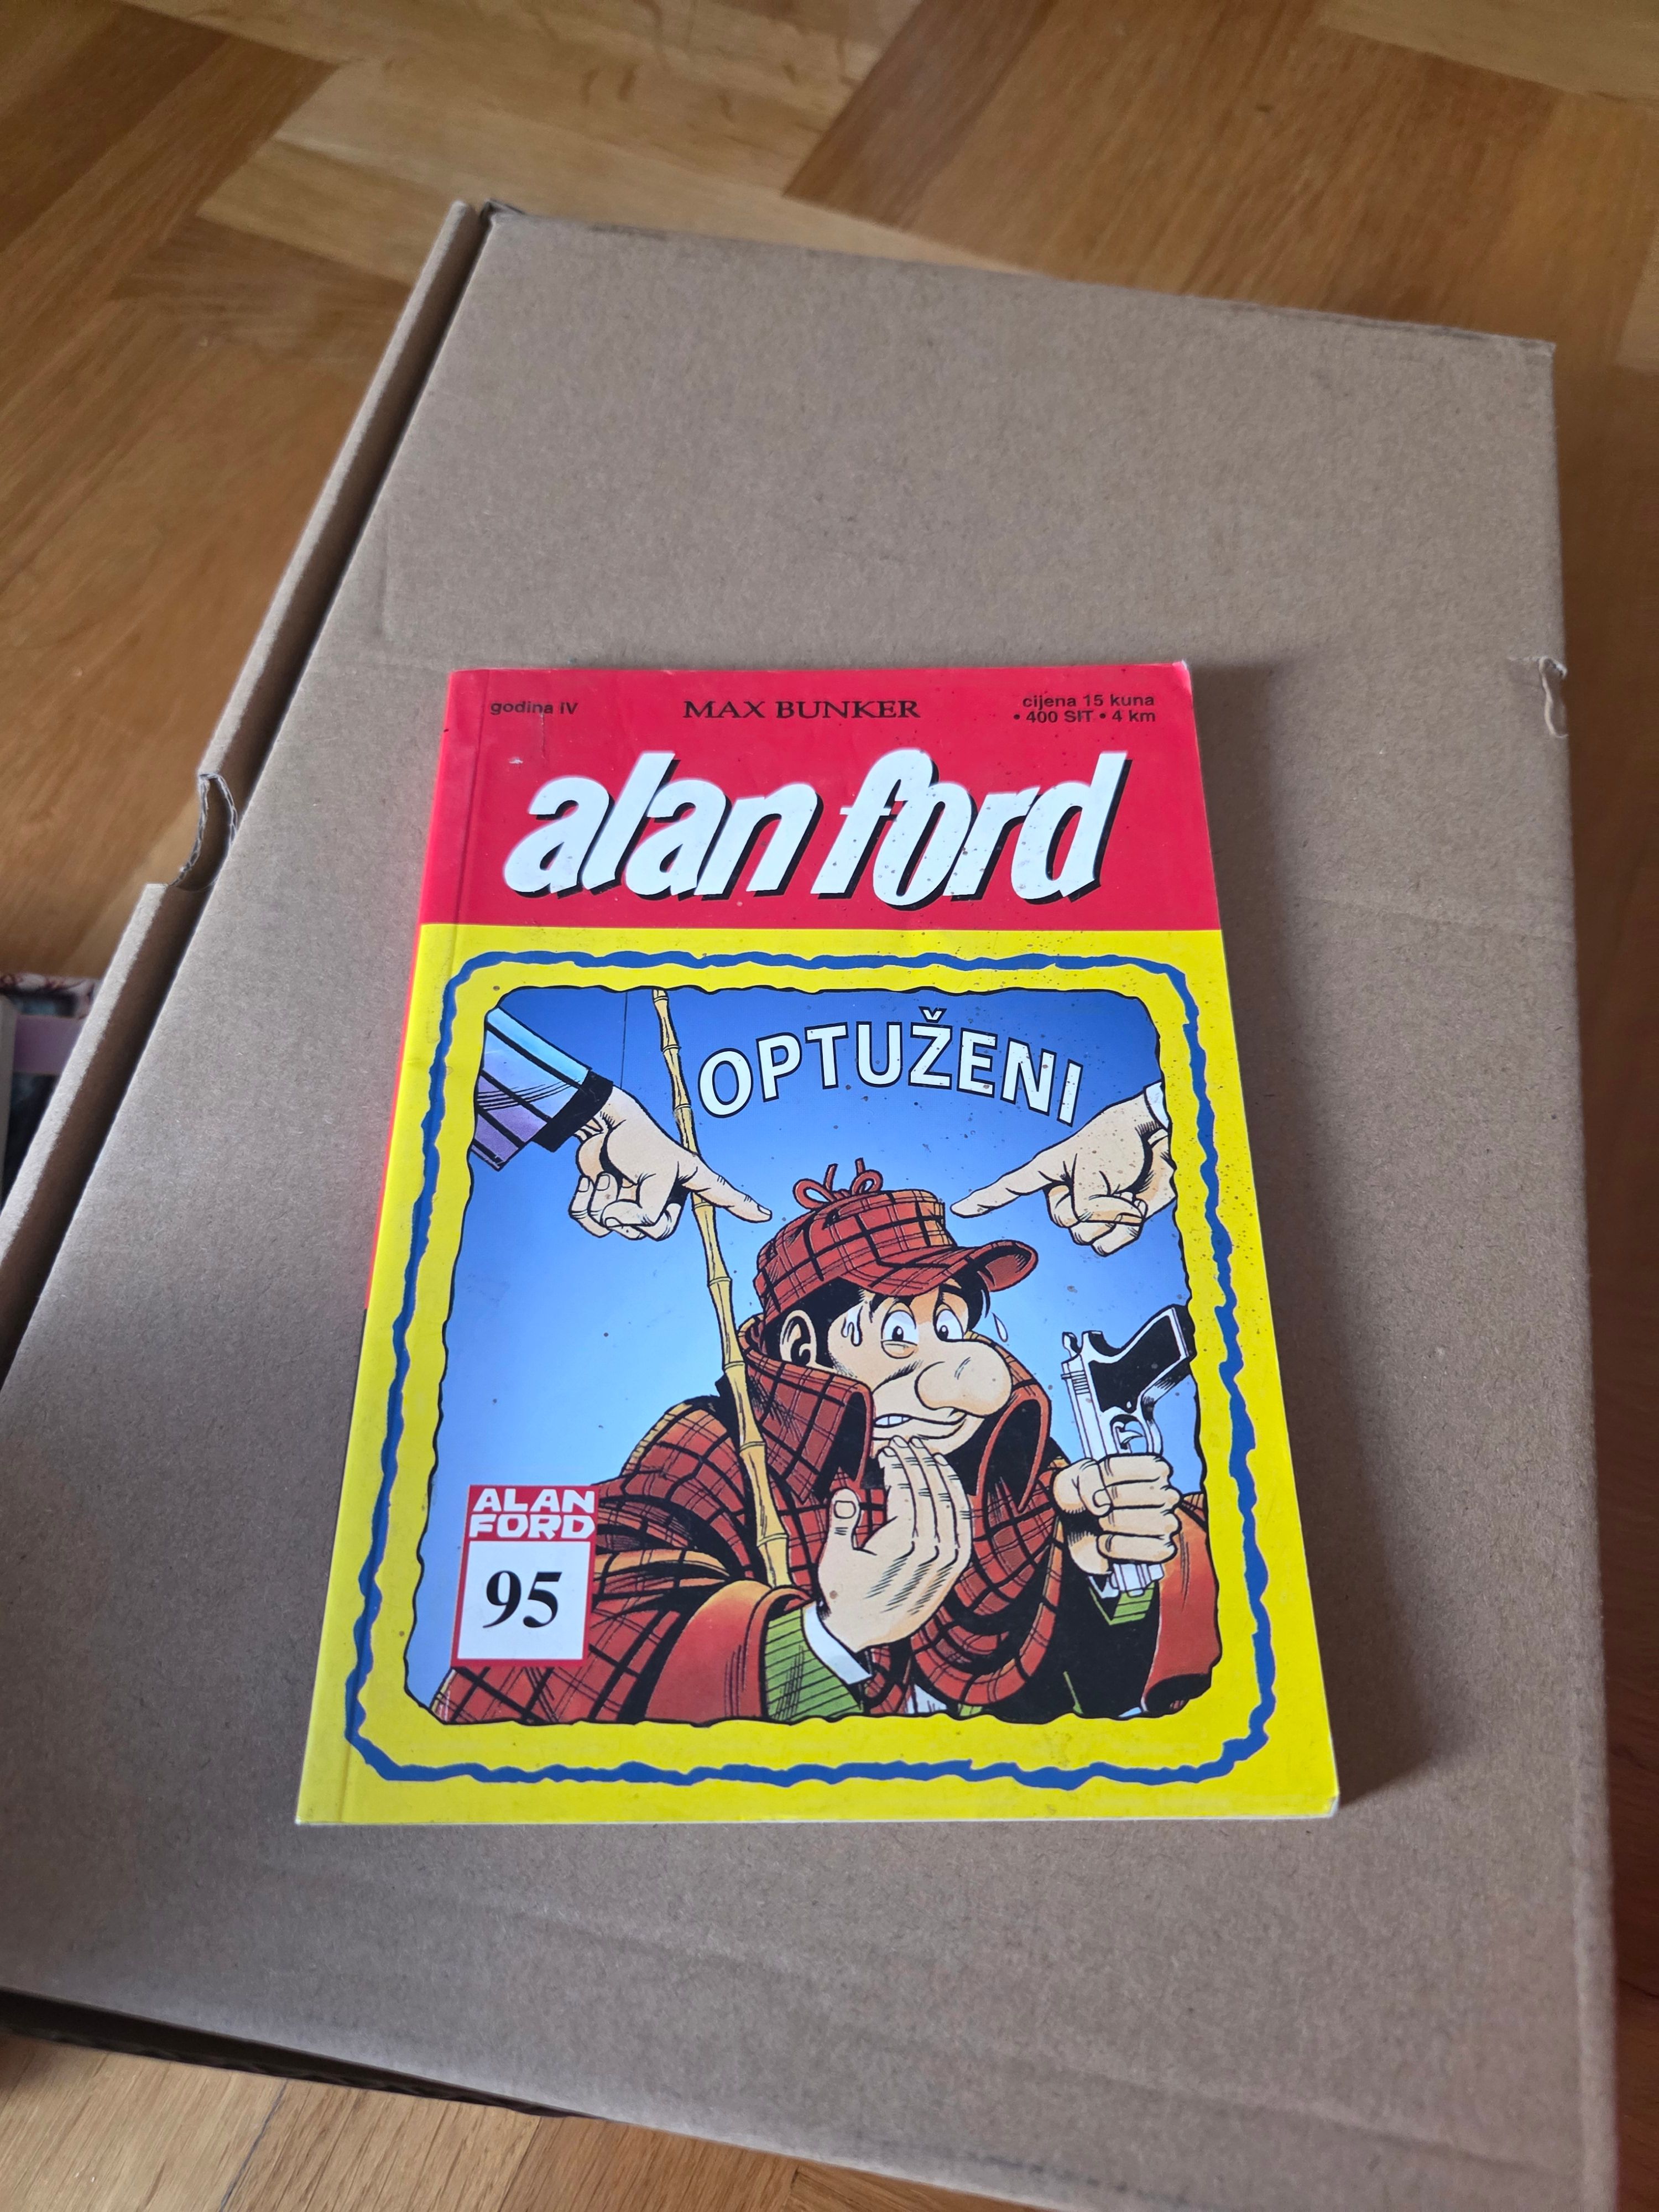 godina IV
MAX BUNKER
cijena 15 kuna
• 400 SIT • 4 km
alan ford
OPTUŽENI
ALAN
FORD
95